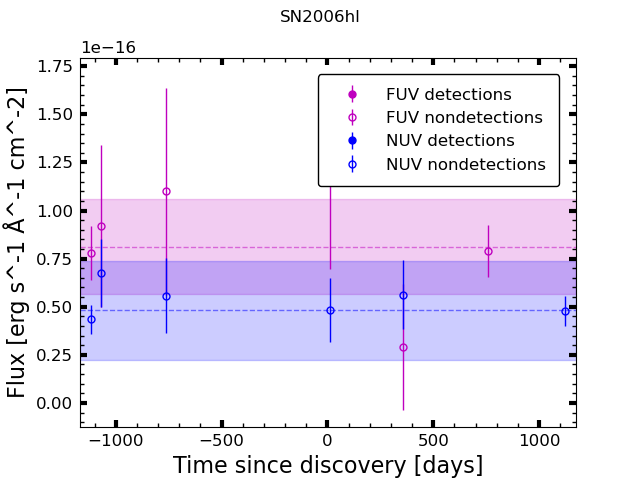 SN2006hl
1e−16
1.75
1.50
1.25
1.00
0.75
0.50
0.25
0.00
Flux [erg s^-1 Å^-1 cm^-2]
FUV detections
FUV nondetections
NUV detections
NUV nondetections
−1000 −500 0 500 1000
Time since discovery [days]